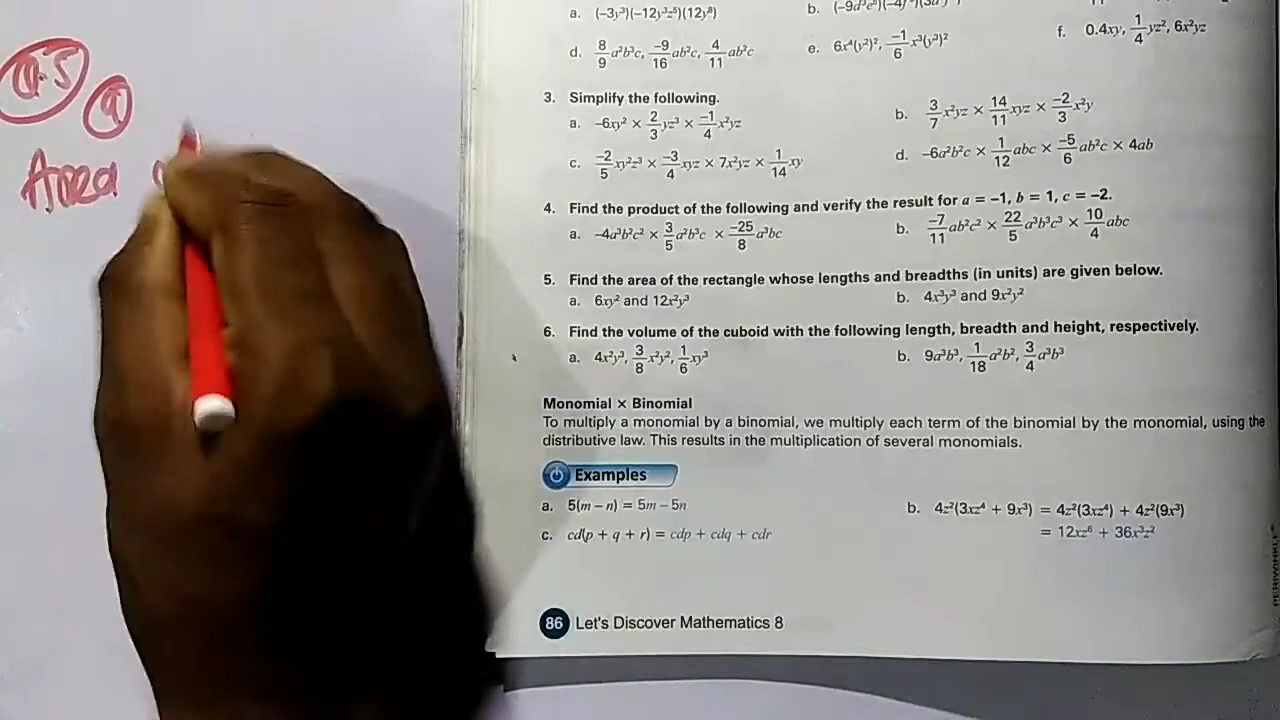 Q.5 a
Area
a. (−3y³)(−12y³z⁵)(12y⁸)
d. 8/9 a²b³c, −9/16 ab²c, 4/11 ab²c
e. 6x⁴(y²)², −1/6 x³(y³)²
f. 0.4xy, 1/4 yz², 6x²yz
3. Simplify the following.
a. −6xy² × 2/3 yz³ × −1/4 x²yz
b. 3/7 x²yz × 14/11 xyz × −2/3 x²y
c. −2/5 xy²z³ × −3/4 xyz × 7x²yz × 1/14 xy
d. −6a²b²c × 1/12 abc × −5/6 ab²c × 4ab
4. Find the product of the following and verify the result for a = −1, b = 1, c = −2.
a. −4a³b²c² × 3/5 a²b³c × −25/8 a³bc
b. −7/11 ab²c² × 22/5 a³b³c³ × 10/4 abc
5. Find the area of the rectangle whose lengths and breadths (in units) are given below.
a. 6xy² and 12x²y³
b. 4x³y³ and 9x²y²
6. Find the volume of the cuboid with the following length, breadth and height, respectively.
a. 4x²y³, 3/8 x²y², 1/6 xy³
b. 9a³b³, 1/18 a²b², 3/4 a³b³
Monomial × Binomial
To multiply a monomial by a binomial, we multiply each term of the binomial by the monomial, using the
distributive law. This results in the multiplication of several monomials.
Examples
a. 5(m − n) = 5m − 5n
b. 4z²(3xz⁴ + 9x³) = 4z²(3xz⁴) + 4z²(9x³)
= 12xz⁶ + 36x³z²
c. cd(p + q + r) = cdp + cdq + cdr
86 Let's Discover Mathematics 8
PERIWINKLE